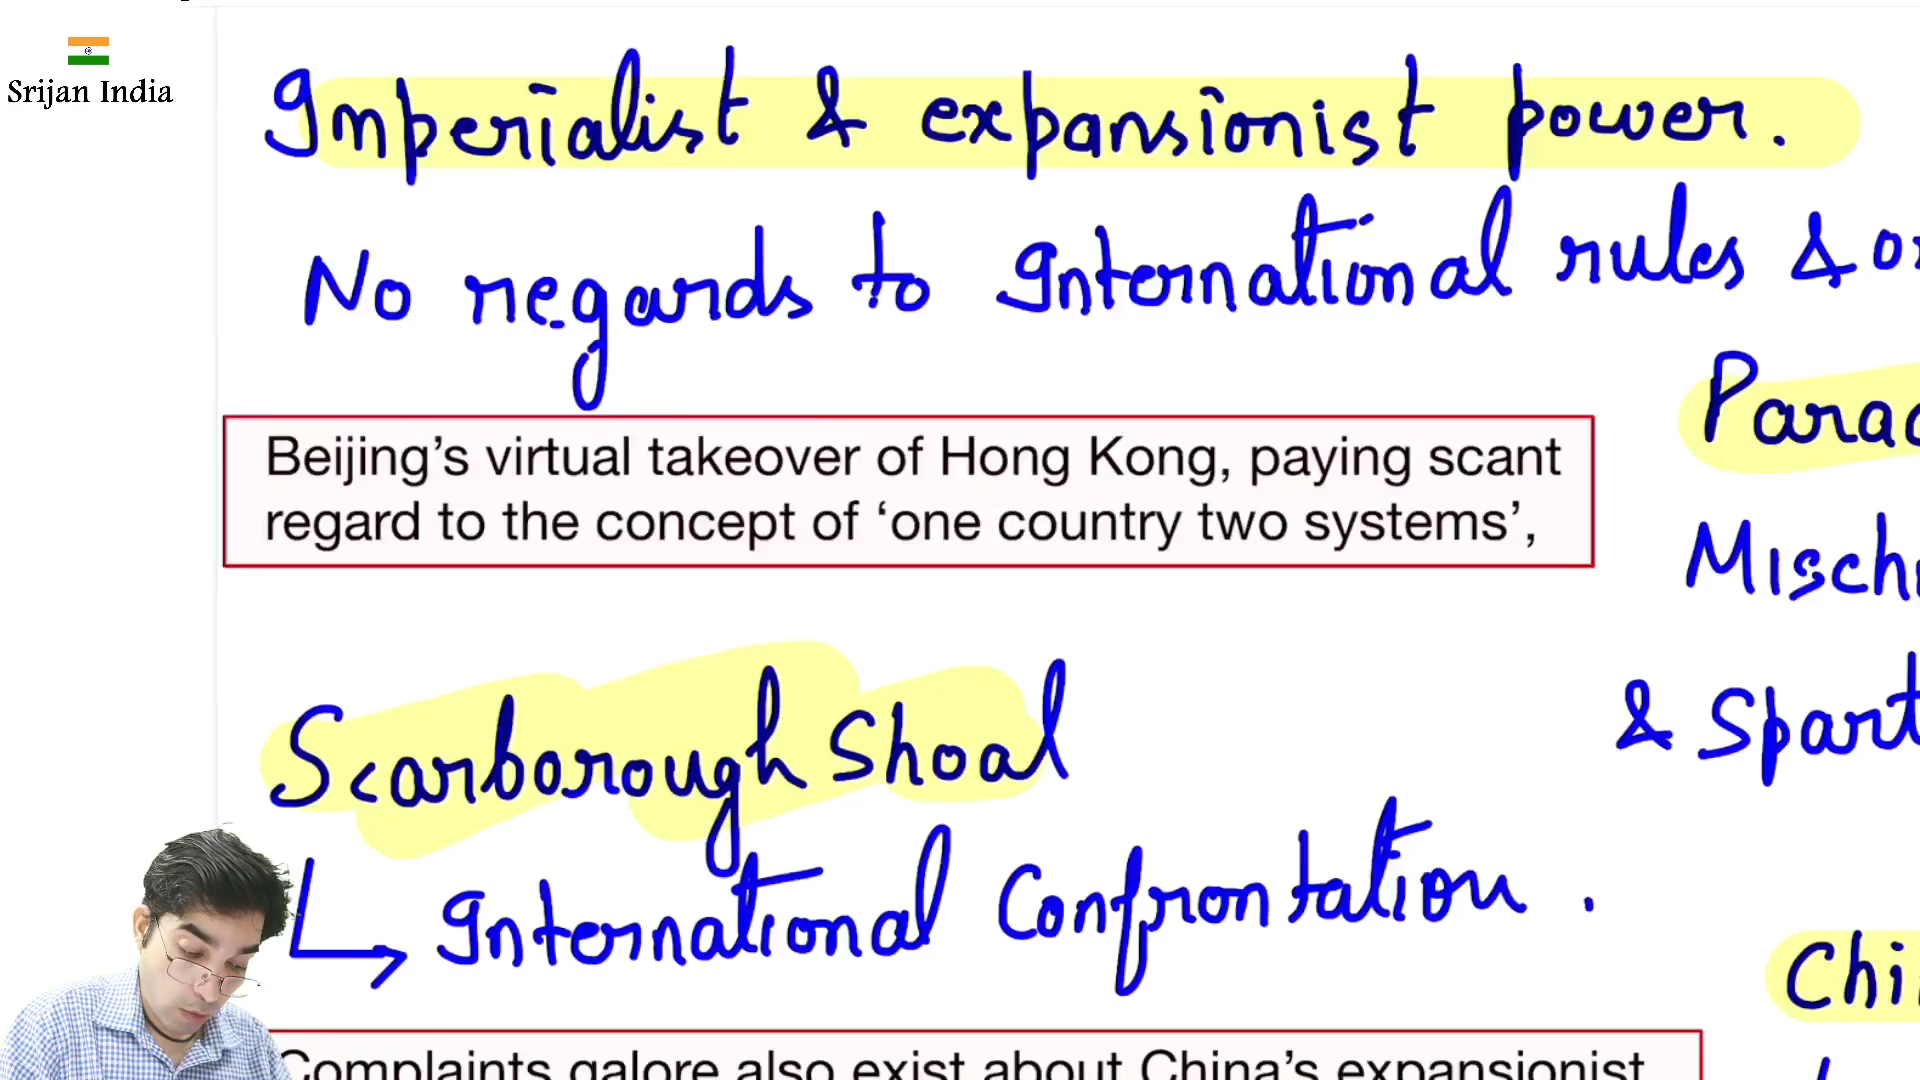 Srijan India
Imperialist & expansionist power.
No regards to International rules &
Beijing's virtual takeover of Hong Kong, paying scant
regard to the concept of 'one country two systems',
Scarborough Shoal
&
International Confrontation.
Complaints galore also exist about China's expansionist